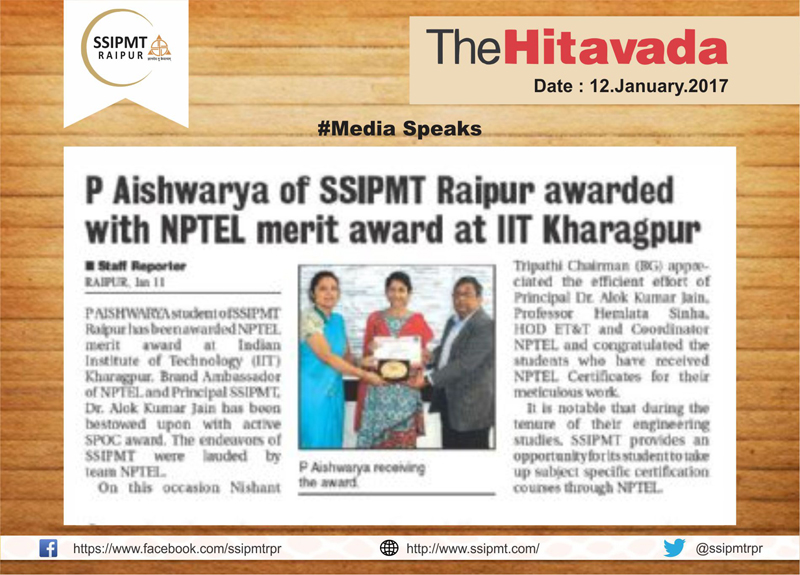 SSIPMT
RAIPUR
TheHitavada
Date : 12.January.2017
#Media Speaks
P Aishwarya of SSIPMT Raipur awarded
with NPTEL merit award at IIT Kharagpur
■ Staff Reporter
RAIPUR, Jan 11
P AISHWARYA student of SSIPMT
Raipur has been awarded NPTEL
merit award at Indian
Institute of Technology (IIT)
Kharagpur. Brand Ambassador
of NPTEL and Principal SSIPMT,
Dr. Alok Kumar Jain has been
bestowed upon with active
SPOC award. The endeavors of
SSIPMT were lauded by
team NPTEL.
On this occasion Nishant
P Aishwarya receiving
the award.
Tripathi Chairman (BG) appre-
ciated the efficient effort of
Principal Dr. Alok Kumar Jain,
Professor Hemlata Sinha,
HOD ET&T and Coordinator
NPTEL and congratulated the
students who have received
NPTEL Certificates for their
meticulous work.
It is notable that during the
tenure of their engineering
studies, SSIPMT provides an
opportunity for its student to take
up subject specific certification
courses through NPTEL.
https://www.facebook.com/ssipmtrpr
http://www.ssipmt.com/
@ssipmtrpr